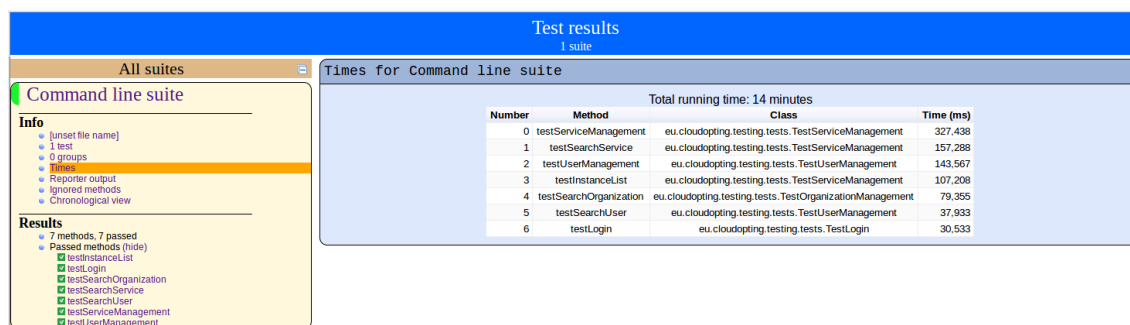 Test results
1 suite
All suites
Command line suite
Info
[unset file name]
1 test
0 groups
Times
Reporter output
Ignored methods
Chronological view
Results
7 methods, 7 passed
Passed methods (hide)
testInstanceList
testLogin
testSearchOrganization
testSearchService
testSearchUser
testServiceManagement
testUserManagement
Times for Command line suite
Total running time: 14 minutes
Number Method Class Time (ms)
0 testServiceManagement eu.cloudopting.testing.tests.TestServiceManagement 327,438
1 testSearchService eu.cloudopting.testing.tests.TestServiceManagement 157,288
2 testUserManagement eu.cloudopting.testing.tests.TestUserManagement 143,567
3 testInstanceList eu.cloudopting.testing.tests.TestServiceManagement 107,208
4 testSearchOrganization eu.cloudopting.testing.tests.TestOrganizationManagement 79,355
5 testSearchUser eu.cloudopting.testing.tests.TestUserManagement 37,933
6 testLogin eu.cloudopting.testing.tests.TestLogin 30,533